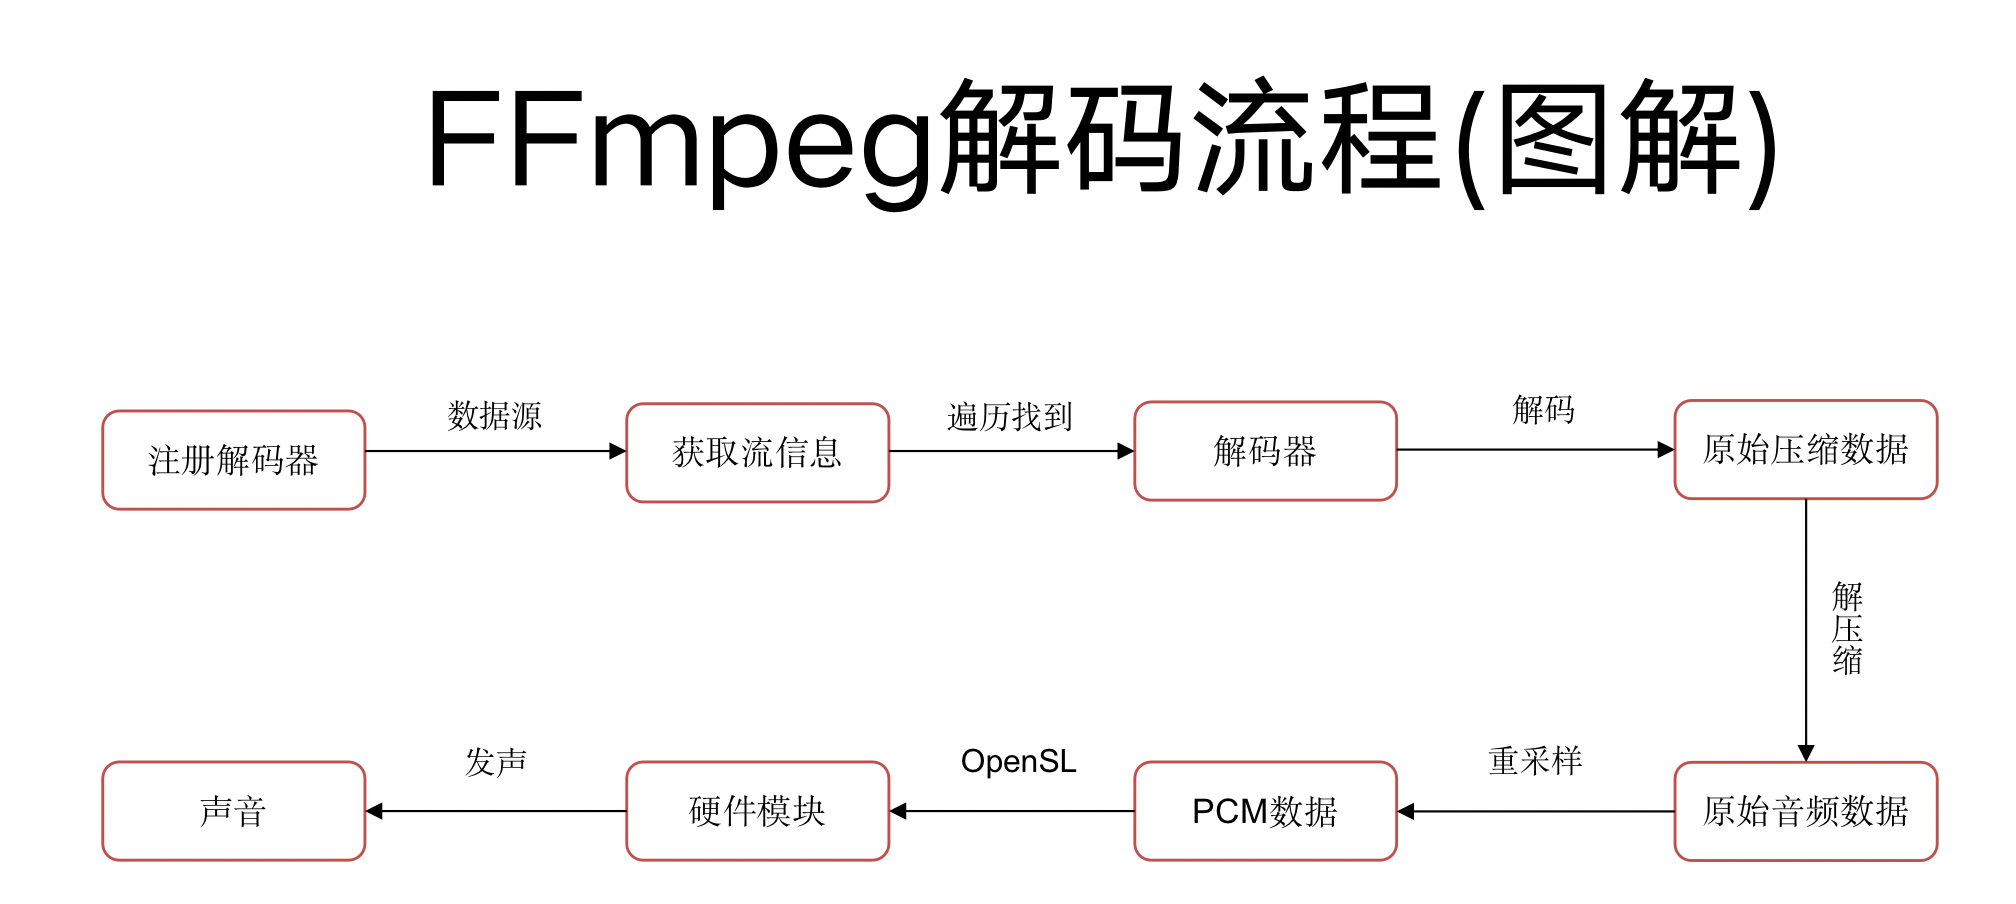 FFmpeg解码流程(图解)
注册解码器
数据源
获取流信息
遍历找到
解码器
解码
原始压缩数据
解压缩
原始音频数据
重采样
PCM数据
OpenSL
硬件模块
发声
声音